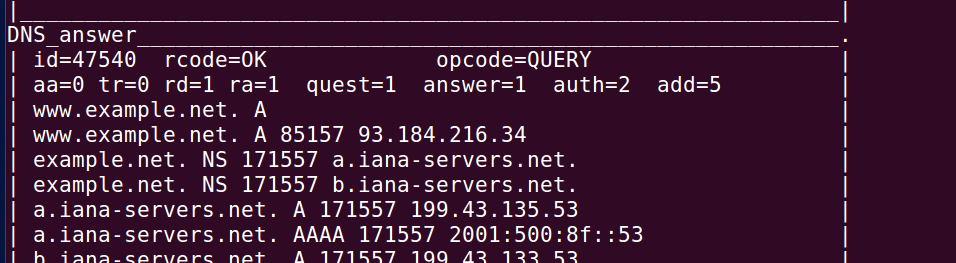 |_______________________________________________________________|
DNS_answer______________________________________________________.
| id=47540  rcode=OK             opcode=QUERY                   |
| aa=0 tr=0 rd=1 ra=1  quest=1  answer=1  auth=2  add=5         |
| www.example.net. A                                            |
| www.example.net. A 85157 93.184.216.34                        |
| example.net. NS 171557 a.iana-servers.net.                    |
| example.net. NS 171557 b.iana-servers.net.                    |
| a.iana-servers.net. A 171557 199.43.135.53                    |
| a.iana-servers.net. AAAA 171557 2001:500:8f::53               |
| b.iana-servers.net. A 171557 199.43.133.53                    |